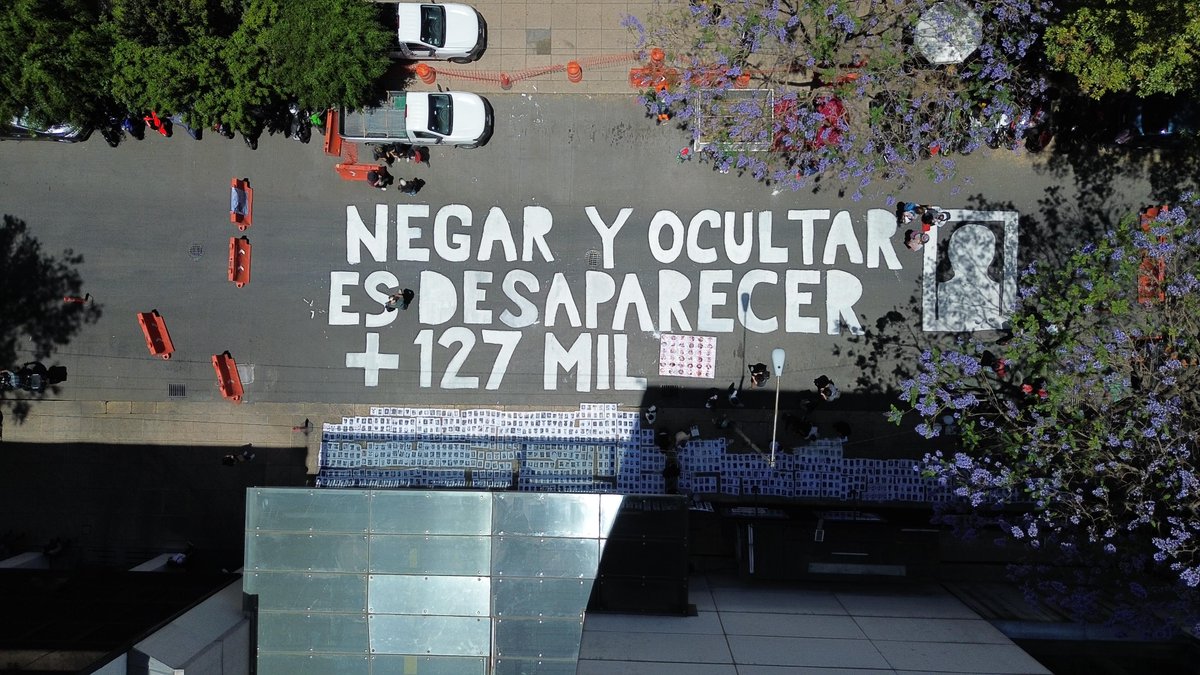 NEGAR Y OCULTAR
ES DESAPARECER
+127 MIL